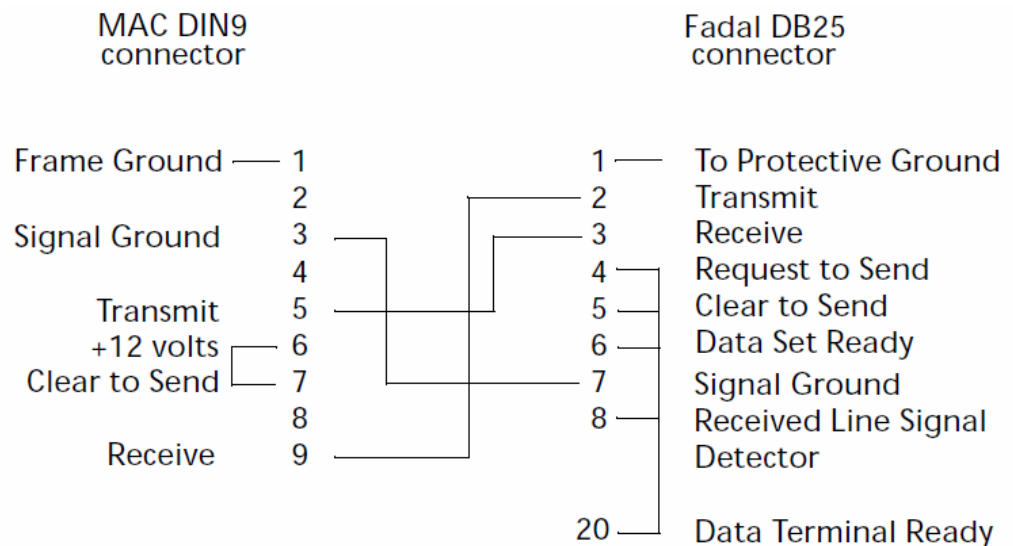 MAC DIN9
connector
Fadal DB25
connector
Frame Ground 1
2
Signal Ground 3
4
Transmit 5
+12 volts 6
Clear to Send 7
8
Receive 9
1 To Protective Ground
2 Transmit
3 Receive
4 Request to Send
5 Clear to Send
6 Data Set Ready
7 Signal Ground
8 Received Line Signal
Detector
20 Data Terminal Ready